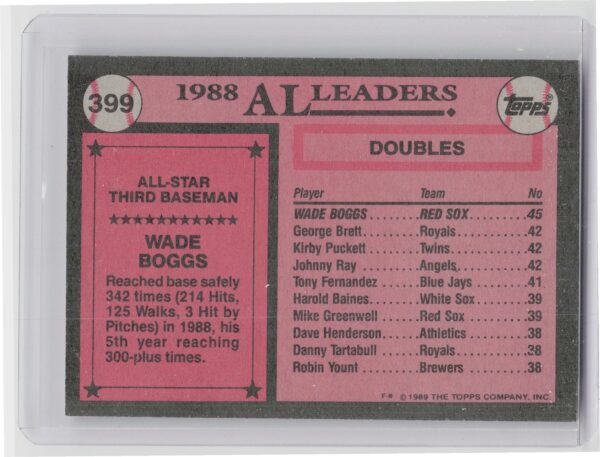 399
1988 AL LEADERS
topps
ALL-STAR
THIRD BASEMAN
WADE
BOGGS
Reached base safely
342 times (214 Hits,
125 Walks, 3 Hit by
Pitches) in 1988, his
5th year reaching
300-plus times.
DOUBLES
Player Team No
WADE BOGGS.......RED SOX........45
George Brett........Royals..........42
Kirby Puckett.......Twins...........42
Johnny Ray.........Angels..........42
Tony Fernandez....Blue Jays.......41
Harold Baines......White Sox......39
Mike Greenwell.....Red Sox........39
Dave Henderson...Athletics........38
Danny Tartabull....Royals..........38
Robin Yount........Brewers.........38
F* © 1989 THE TOPPS COMPANY, INC.